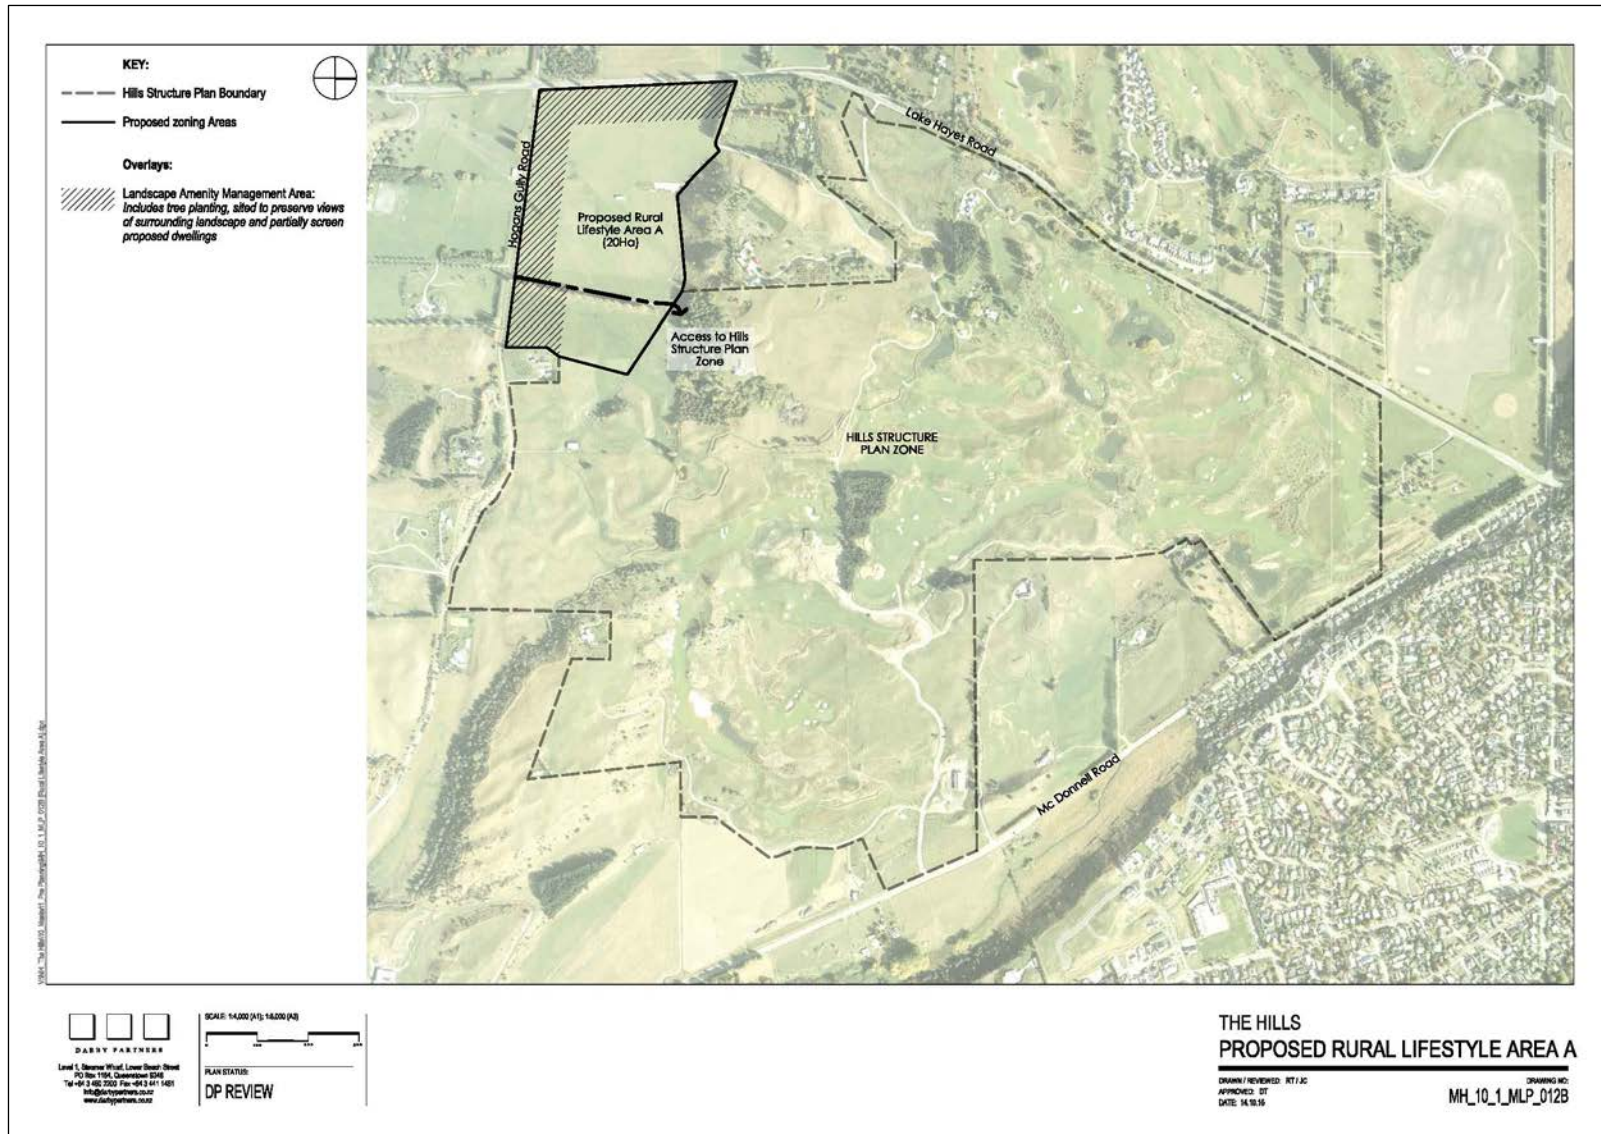 KEY:
Hills Structure Plan Boundary
Proposed zoning Areas
Overlays:
Landscape Amenity Management Area:
Includes tree planting, sited to preserve views
of surrounding landscape and partially screen
proposed dwellings
Lake Hayes Road
Hogans Gully Road
Proposed Rural
Lifestyle Area A
(20Ha)
Access to Hills
Structure Plan
Zone
HILLS STRUCTURE
PLAN ZONE
Mc Donnell Road
DARBY PARTNERS
Level 1, Steamer Wharf, Lower Beach Street
PO Box 1164, Queenstown 9348
info@darbypartners.co.nz
www.darbypartners.co.nz
SCALE: 1:4,000 (A1); 1:8,000 (A3)
PLAN STATUS:
DP REVIEW
THE HILLS
PROPOSED RURAL LIFESTYLE AREA A
DRAWN / REVIEWED: RT / JC
APPROVED: DT
DATE:
DRAWING NO:
MH_10_1_MLP_012B